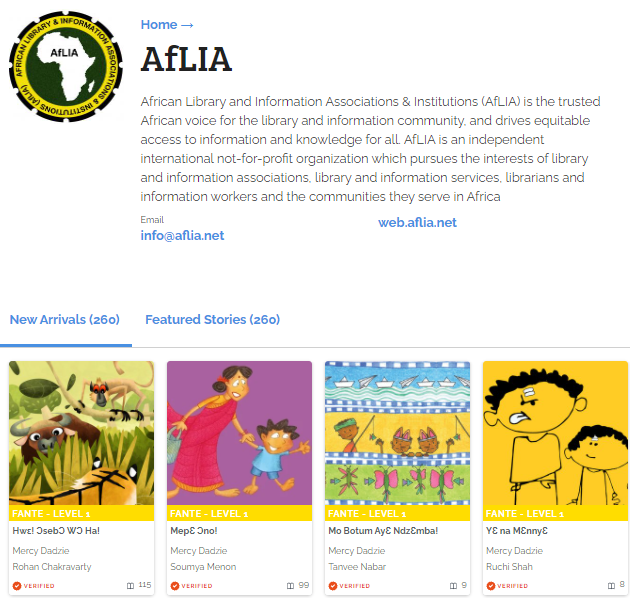 AFRICAN LIBRARY & INFORMATION ASSOCIATIONS & INSTITUTIONS (AfLIA)
AfLIA
Home →
AfLIA
African Library and Information Associations & Institutions (AfLIA) is the trusted
African voice for the library and information community, and drives equitable
access to information and knowledge for all. AfLIA is an independent
international not-for-profit organization which pursues the interests of library
and information associations, library and information services, librarians and
information workers and the communities they serve in Africa
Email
info@aflia.net
web.aflia.net
New Arrivals (260)
Featured Stories (260)
FANTE - LEVEL 1
Hwɛ! Ɔsebɔ Wɔ Ha!
Mercy Dadzie
Rohan Chakravarty
VERIFIED
115
FANTE - LEVEL 1
MepƐ Ɔno!
Mercy Dadzie
Soumya Menon
VERIFIED
99
FANTE - LEVEL 1
Mo Botum AyƐ NdzƐmba!
Mercy Dadzie
Tanvee Nabar
VERIFIED
9
FANTE - LEVEL 1
YƐ na MƐnnyƐ
Mercy Dadzie
Ruchi Shah
VERIFIED
8